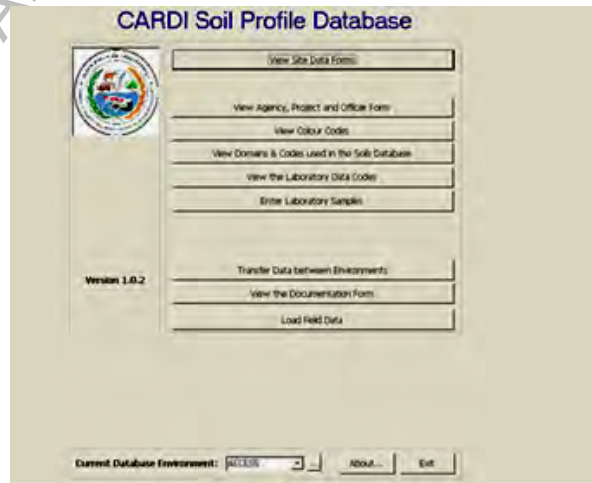 CARDI Soil Profile Database
View Site Data Forms
View Agency, Project and Officer Form
View Colour Codes
View Domains & Codes used in the Soils Database
View the Laboratory Data Codes
Enter Laboratory Samples
Version 1.0.2
Transfer Data between Environments
View the Documentation Form
Load Field Data
Current Database Environment: ACCESS ...
About... Exit